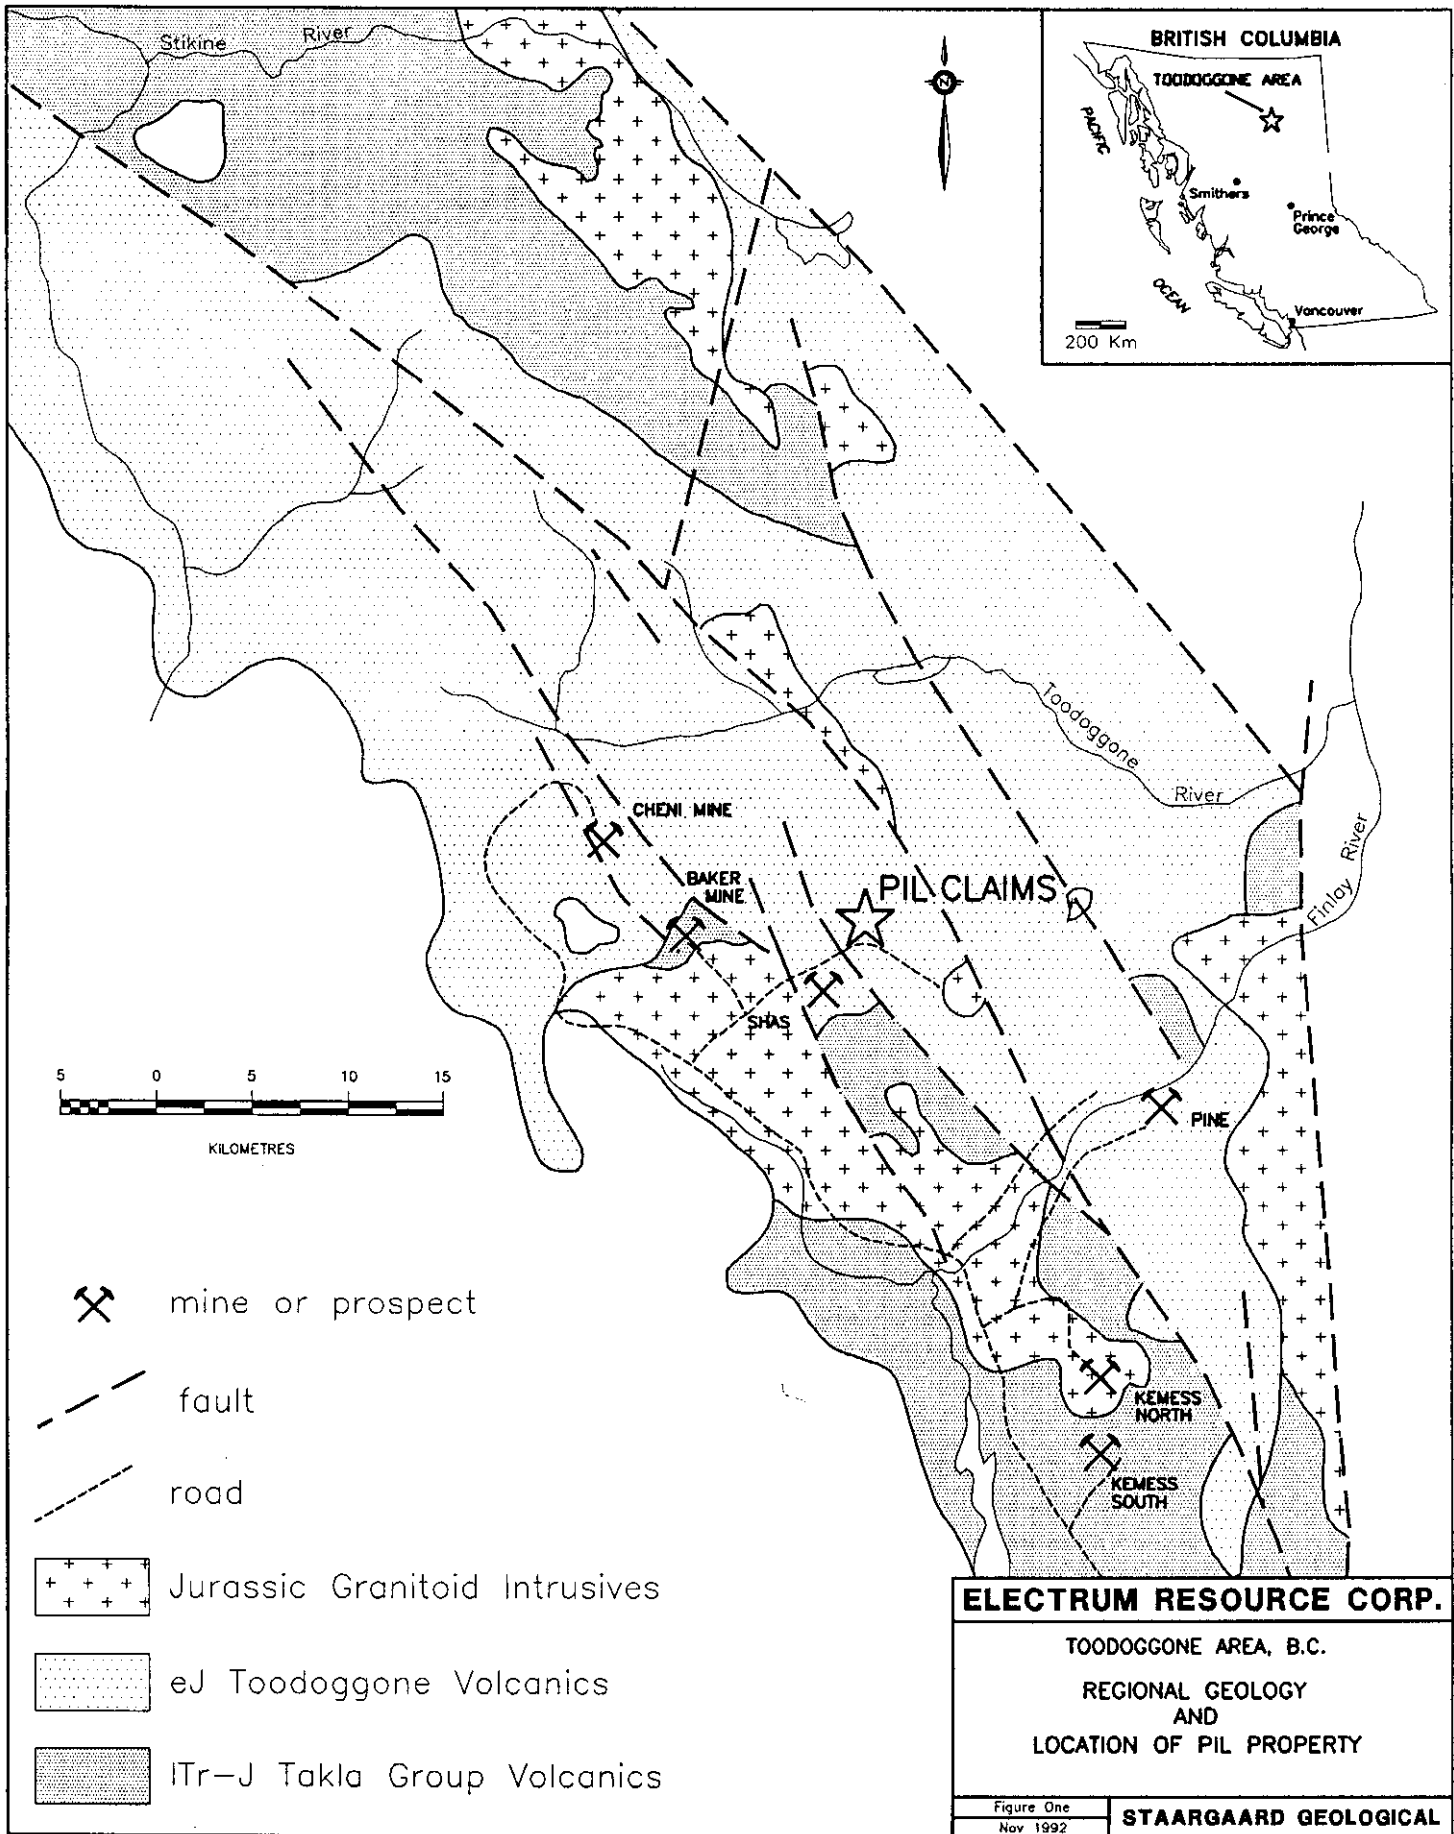 Stikine River
BRITISH COLUMBIA
TOODOGGONE AREA
PACIFIC
OCEAN
Smithers
Prince
George
Vancouver
200 Km
N
Toodoggone
River
Finlay River
CHENI MINE
BAKER
MINE
PIL CLAIMS
SHAS
PINE
KEMESS
NORTH
KEMESS
SOUTH
5 0 5 10 15
KILOMETRES
mine or prospect
fault
road
Jurassic Granitoid Intrusives
eJ Toodoggone Volcanics
lTr-J Takla Group Volcanics
ELECTRUM RESOURCE CORP.
TOODOGGONE AREA, B.C.
REGIONAL GEOLOGY
AND
LOCATION OF PIL PROPERTY
Figure One
Nov 1992
STAARGAARD GEOLOGICAL